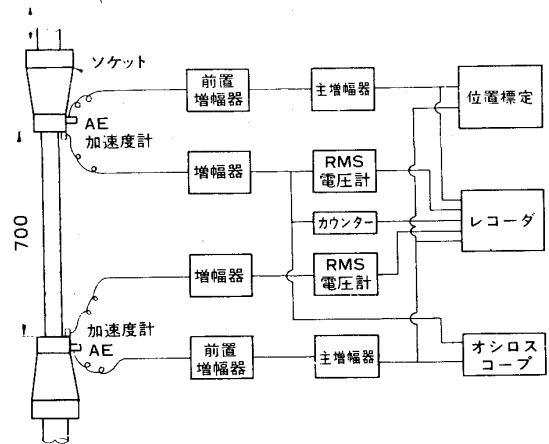 ソケット
前置
増幅器
主増幅器
位置標定
AE
加速度計
増幅器
RMS
電圧計
カウンター
レコーダ
700
増幅器
RMS
電圧計
加速度計
AE
前置
増幅器
主増幅器
オシロス
コープ